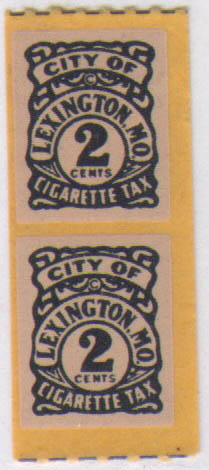 CITY OF
©
LEXINGTON, MO.
2
CENTS
CIGARETTE TAX
CITY OF
©
LEXINGTON, MO.
2
CENTS
CIGARETTE TAX